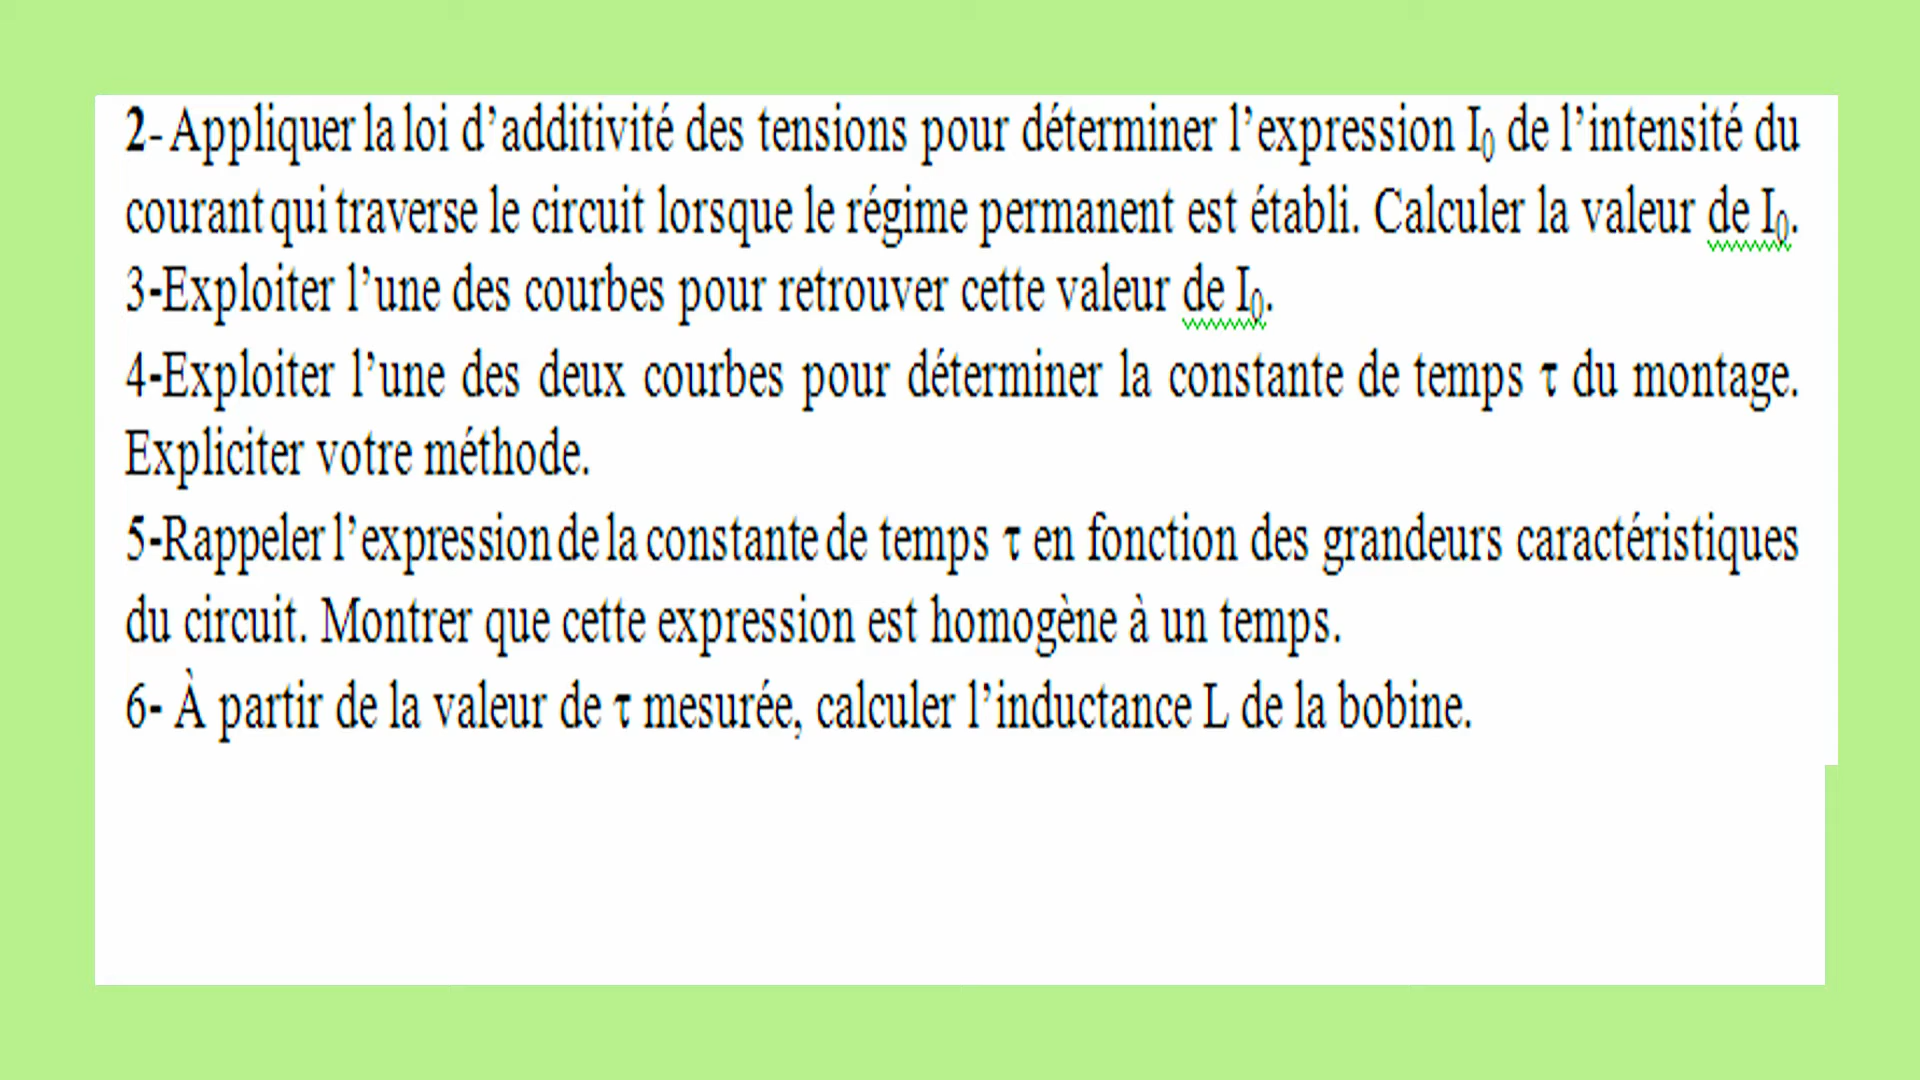 2- Appliquer la loi d’additivité des tensions pour déterminer l’expression I0 de l’intensité du
courant qui traverse le circuit lorsque le régime permanent est établi. Calculer la valeur de I0.
3-Exploiter l’une des courbes pour retrouver cette valeur de I0.
4-Exploiter l’une des deux courbes pour déterminer la constante de temps τ du montage.
Expliciter votre méthode.
5-Rappeler l’expression de la constante de temps τ en fonction des grandeurs caractéristiques
du circuit. Montrer que cette expression est homogène à un temps.
6- À partir de la valeur de τ mesurée, calculer l’inductance L de la bobine.